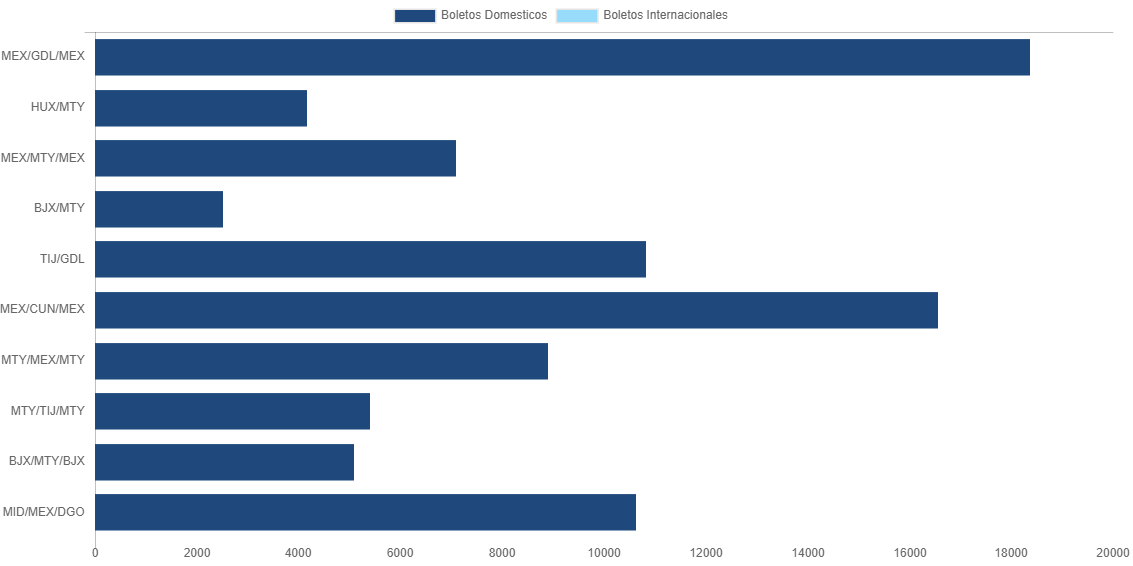 Boletos Domesticos Boletos Internacionales
MEX/GDL/MEX
HUX/MTY
MEX/MTY/MEX
BJX/MTY
TIJ/GDL
MEX/CUN/MEX
MTY/MEX/MTY
MTY/TIJ/MTY
BJX/MTY/BJX
MID/MEX/DGO
0 2000 4000 6000 8000 10000 12000 14000 16000 18000 20000